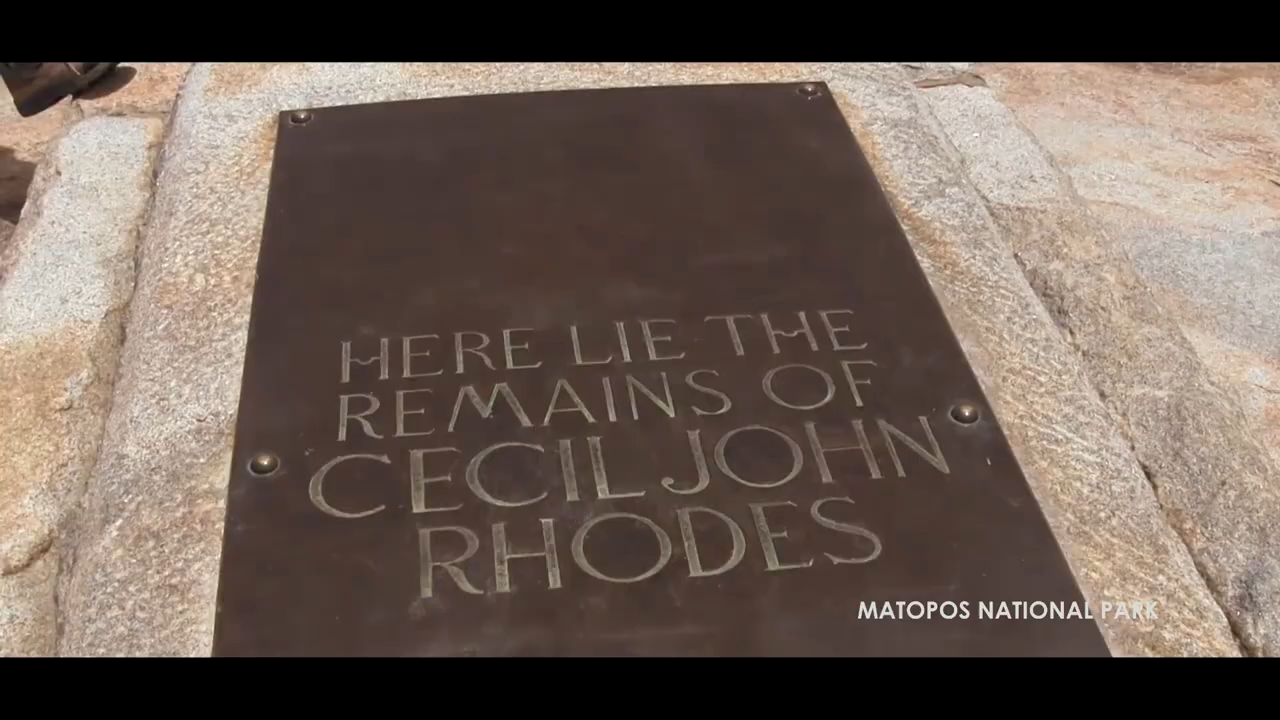 HERE LIE THE
REMAINS OF
CECIL JOHN
RHODES
MATOPOS NATIONAL PARK